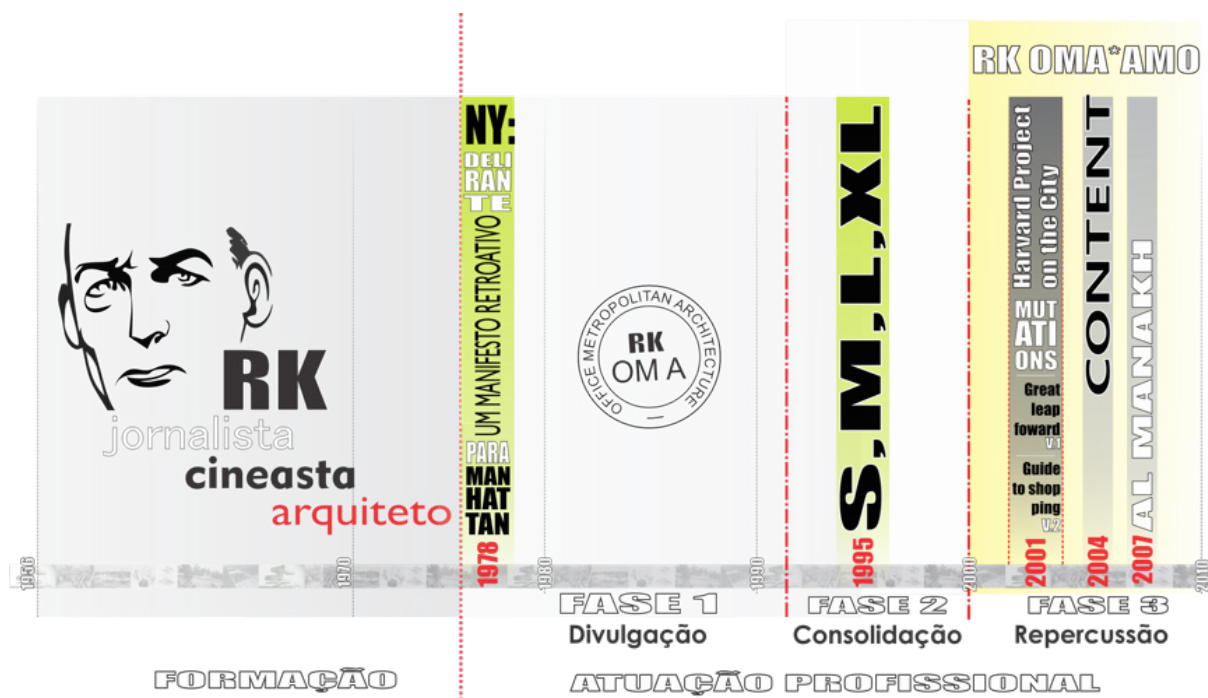 RK OMA*AMO
RK
jornalista
cineasta
arquiteto
NY:
DELI
RAN
TE
UM MANIFESTO RETROATIVO
PARA
MAN
HAT
TAN
1978
OFFICE METROPOLITAN ARCHITECTURE
RK
OM A
S,M,L,XL
1995
Harvard Project
on the City
MUT
ATI
ONS
Great
leap
foward
V.1
Guide
to shop
ping
V.2
2001
CONTENT
2004
AL MANAKH
2007
1956
1970
1980
1990
2000
2010
FASE 1
Divulgação
FASE 2
Consolidação
FASE 3
Repercussão
FORMAÇÃO
ATUAÇÃO PROFISSIONAL